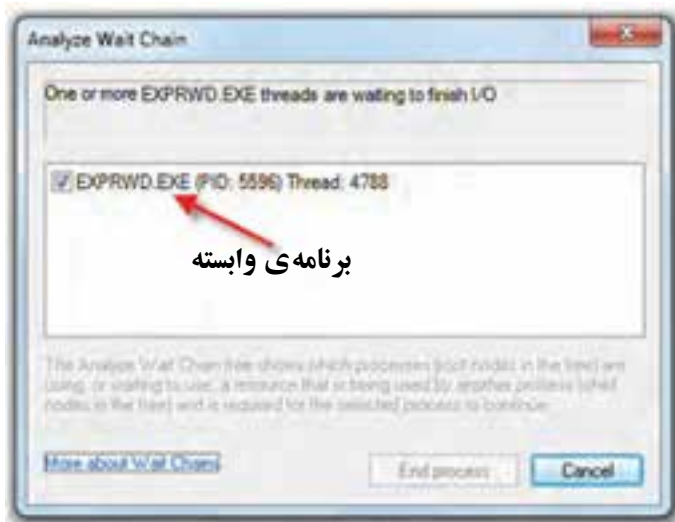 Analyze Wait Chain
One or more EXPRWD.EXE threads are waiting to finish I/O
EXPRWD.EXE (PID: 5596) Thread: 4788
برنامه‌ی وابسته
The Analyze Wait Chain tree shows which processes (root nodes in the tree) are
using, or waiting to use, a resource that is being used by another process (child
nodes in the tree) and is required for the selected process to continue.
More about Wait Chains
End process
Cancel